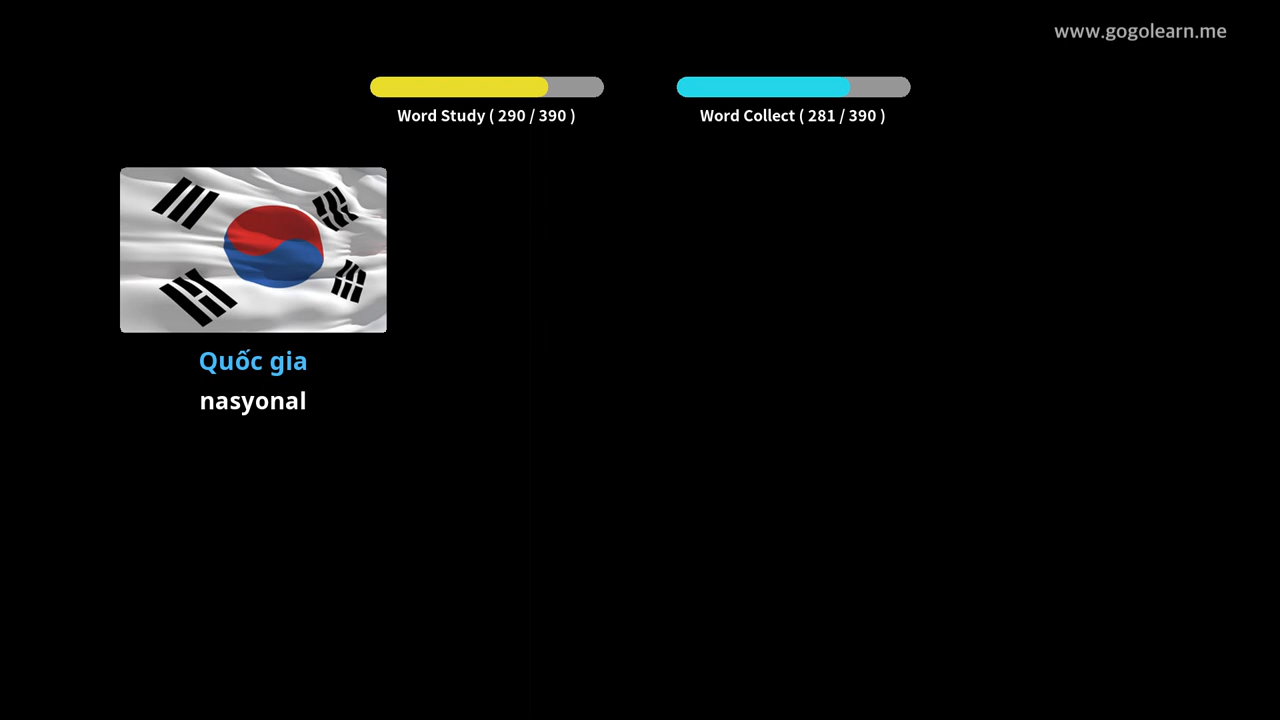 www.gogolearn.me
Word Study ( 290 / 390 )
Word Collect ( 281 / 390 )
Quốc gia
nasyonal